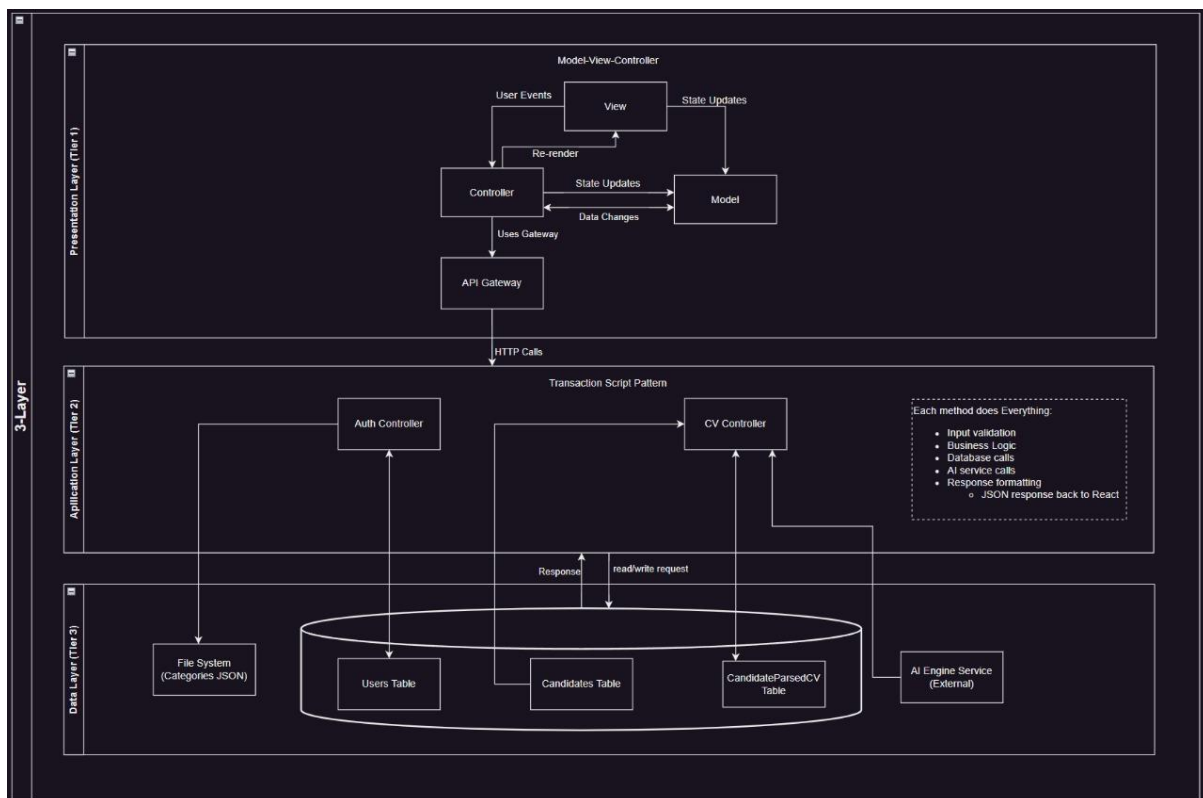 3-Layer
Presentation Layer (Tier 1)
Model-View-Controller
User Events
View
State Updates
Re-render
Controller
State Updates
Model
Data Changes
Uses Gateway
API Gateway
HTTP Calls
Apllication Layer (Tier 2)
Transaction Script Pattern
Auth Controller
CV Controller
Each method does Everything:
Input validation
Business Logic
Database calls
AI service calls
Response formatting
JSON response back to React
Response
read/write request
Data Layer (Tier 3)
File System
(Categories JSON)
Users Table
Candidates Table
CandidateParsedCV
Table
AI Engine Service
(External)